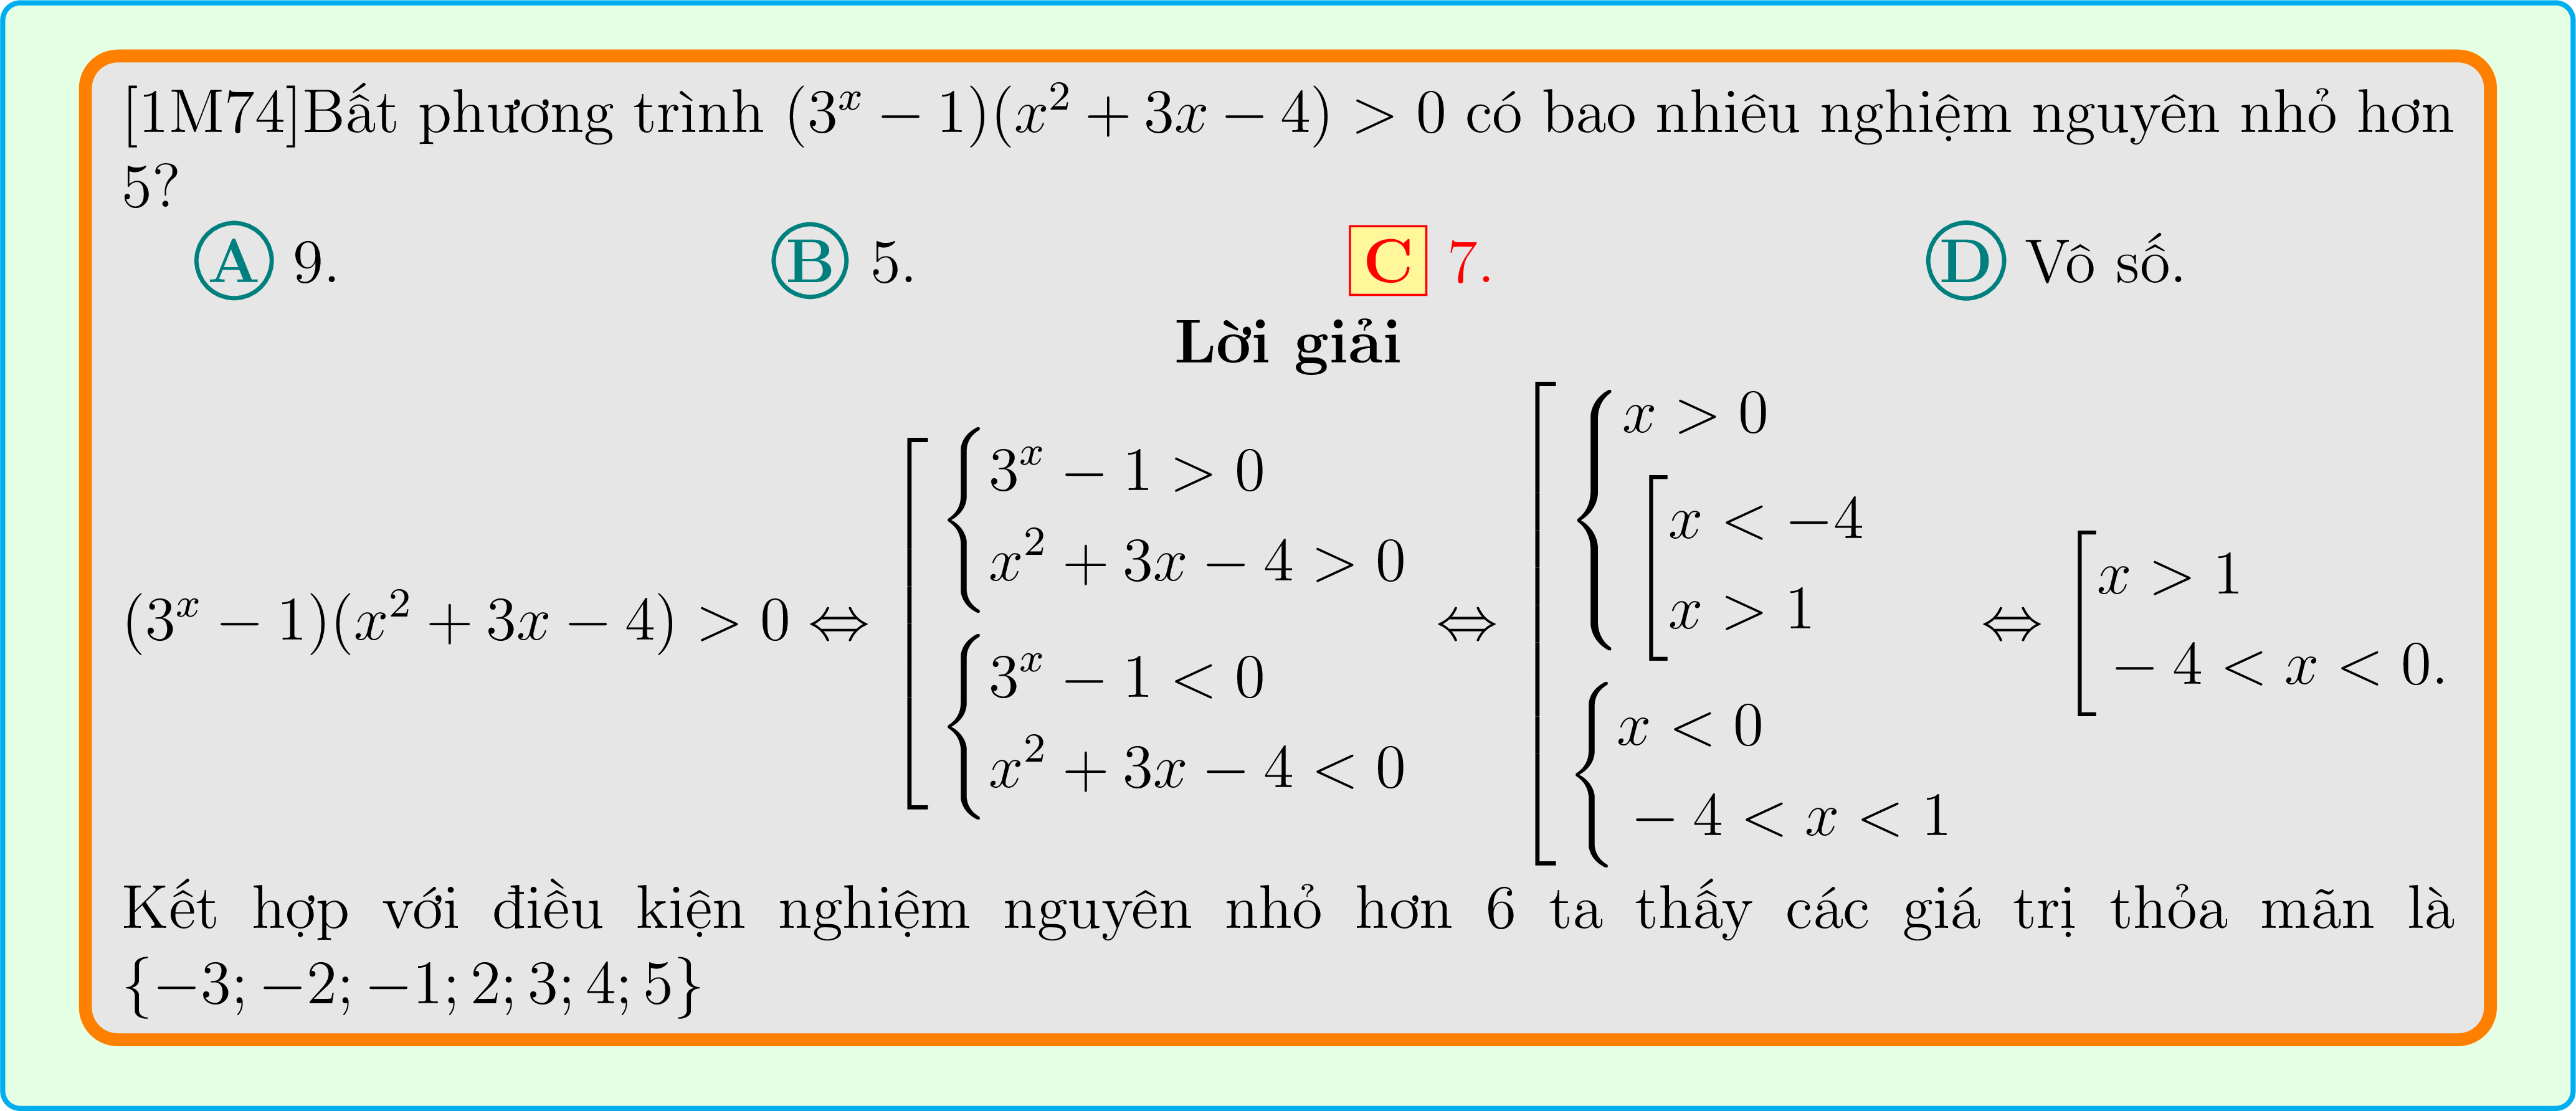 [1M74]Bất phương trình $(3^x - 1)(x^2 + 3x - 4) > 0$ có bao nhiêu nghiệm nguyên nhỏ hơn
5?
A 9. B 5. C 7. D Vô số.
Lời giải
$(3^x - 1)(x^2 + 3x - 4) > 0 \Leftrightarrow \left[\begin{array}{l} \begin{cases} 3^x - 1 > 0 \\ x^2 + 3x - 4 > 0 \end{cases} \\ \begin{cases} 3^x - 1 < 0 \\ x^2 + 3x - 4 < 0 \end{cases} \end{array}\right. \Leftrightarrow \left[\begin{array}{l} \begin{cases} x > 0 \\ \left[\begin{array}{l} x < -4 \\ x > 1 \end{array}\right. \end{cases} \\ \begin{cases} x < 0 \\ -4 < x < 1 \end{cases} \end{array}\right. \Leftrightarrow \left[\begin{array}{l} x > 1 \\ -4 < x < 0. \end{array}\right.$
Kết hợp với điều kiện nghiệm nguyên nhỏ hơn 6 ta thấy các giá trị thỏa mãn là
$\{-3; -2; -1; 2; 3; 4; 5\}$